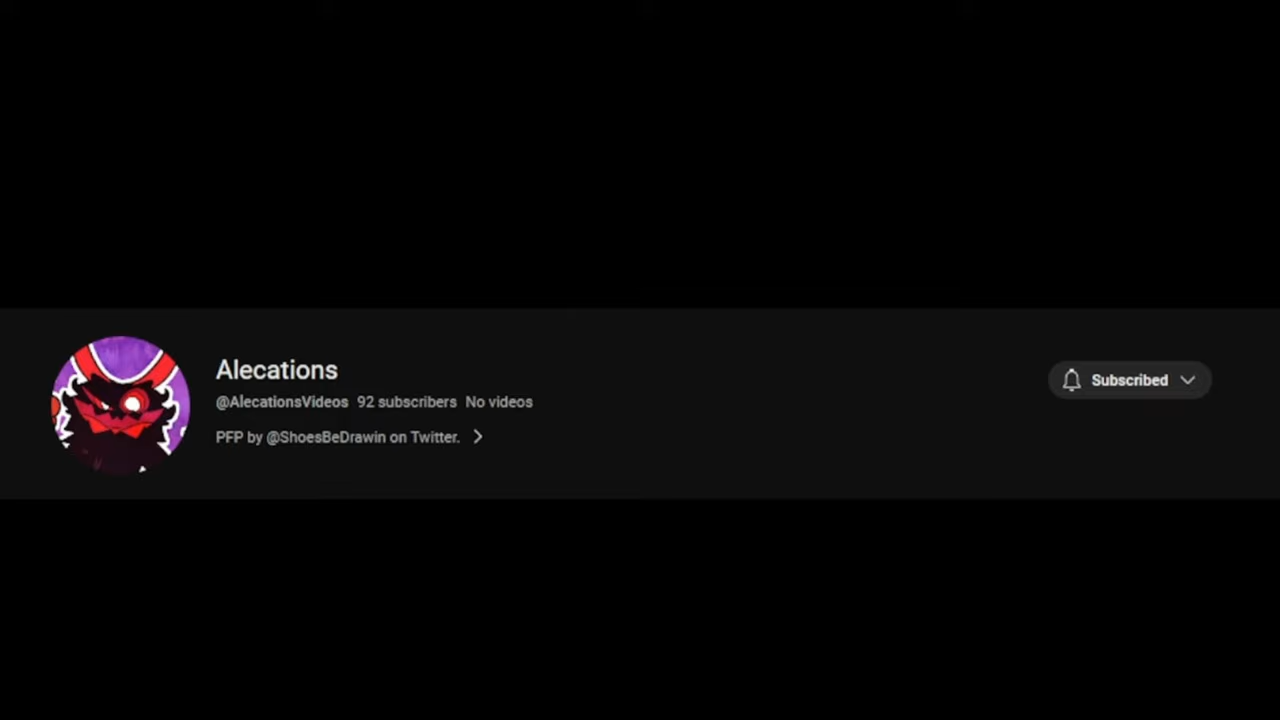 Alecations
@AlecationsVideos 92 subscribers No videos
Subscribed
PFP by @ShoesBeDrawin on Twitter.